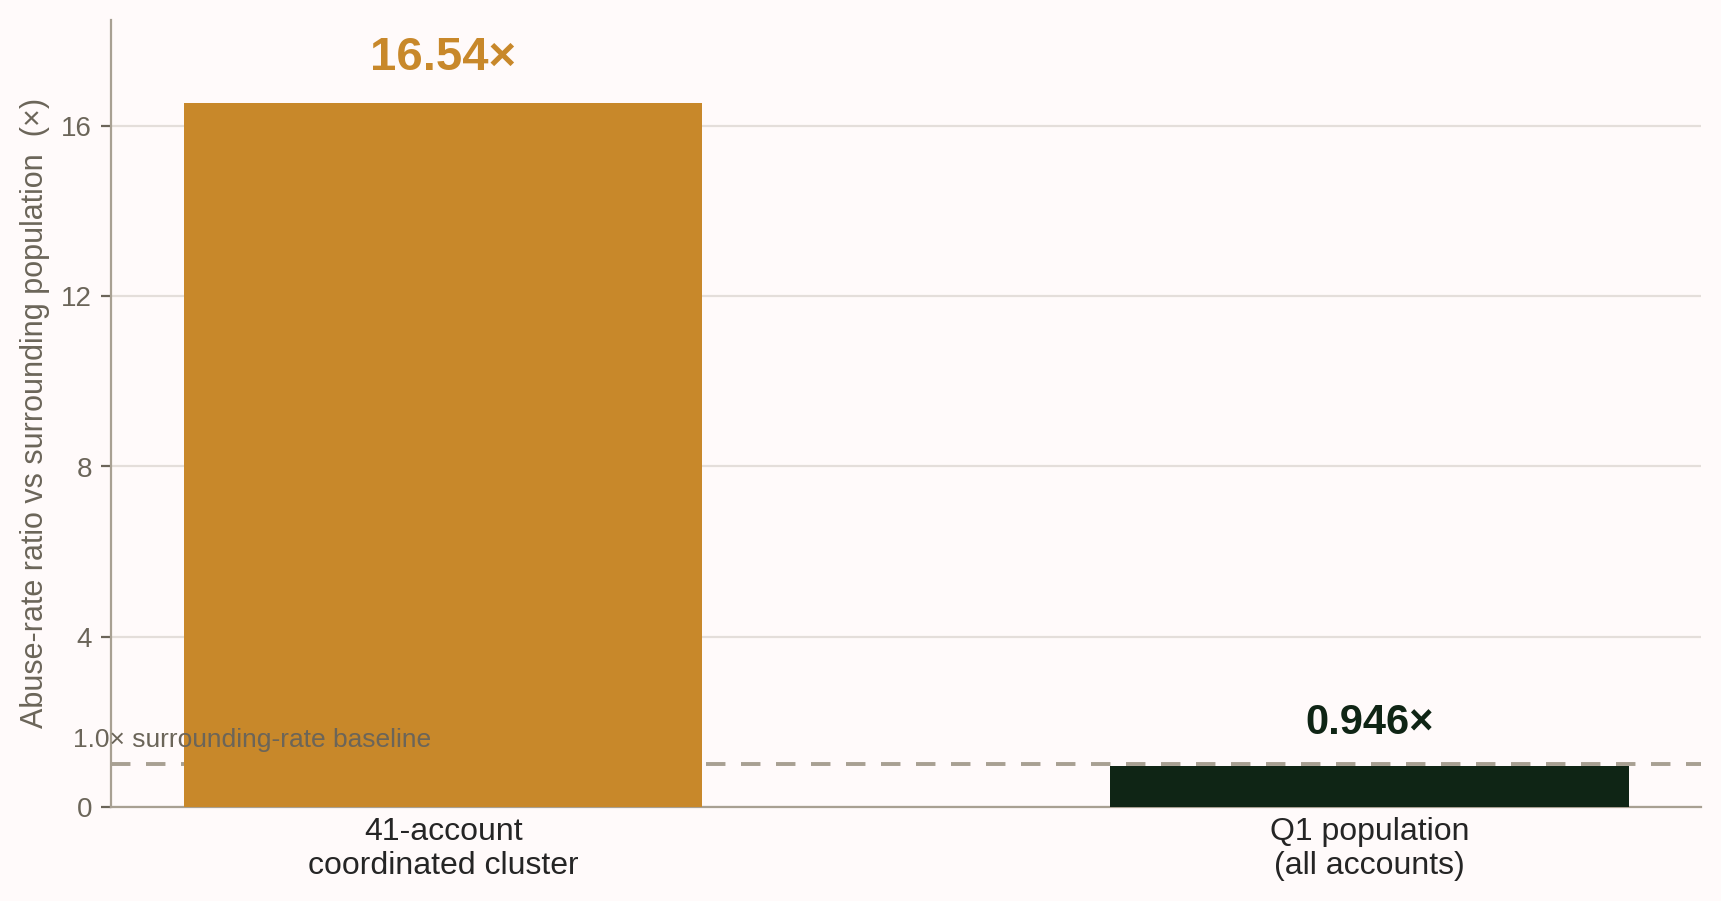 16.54×
Abuse-rate ratio vs surrounding population (×)
16
12
8
4
0
1.0× surrounding-rate baseline
0.946×
41-account
coordinated cluster
Q1 population
(all accounts)